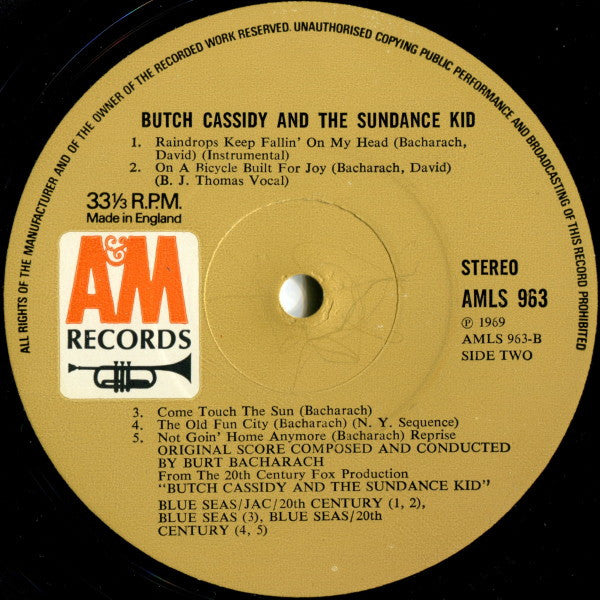 ALL RIGHTS OF THE MANUFACTURER AND OF THE OWNER OF THE RECORDED WORK RESERVED. UNAUTHORISED COPYING PUBLIC PERFORMANCE AND BROADCASTING OF THIS RECORD PROHIBITED
BUTCH CASSIDY AND THE SUNDANCE KID
1. Raindrops Keep Fallin' On My Head (Bacharach,
David) (Instrumental)
2. On A Bicycle Built For Joy (Bacharach, David)
(B. J. Thomas Vocal)
33⅓ R.P.M.
Made in England
A&M
RECORDS
STEREO
AMLS 963
℗ 1969
AMLS 963-B
SIDE TWO
3. Come Touch The Sun (Bacharach)
4. The Old Fun City (Bacharach) (N. Y. Sequence)
5. Not Goin' Home Anymore (Bacharach) Reprise
ORIGINAL SCORE COMPOSED AND CONDUCTED
BY BURT BACHARACH
From The 20th Century Fox Production
"BUTCH CASSIDY AND THE SUNDANCE KID"
BLUE SEAS/JAC/20th CENTURY (1, 2),
BLUE SEAS (3), BLUE SEAS/20th
CENTURY (4, 5)